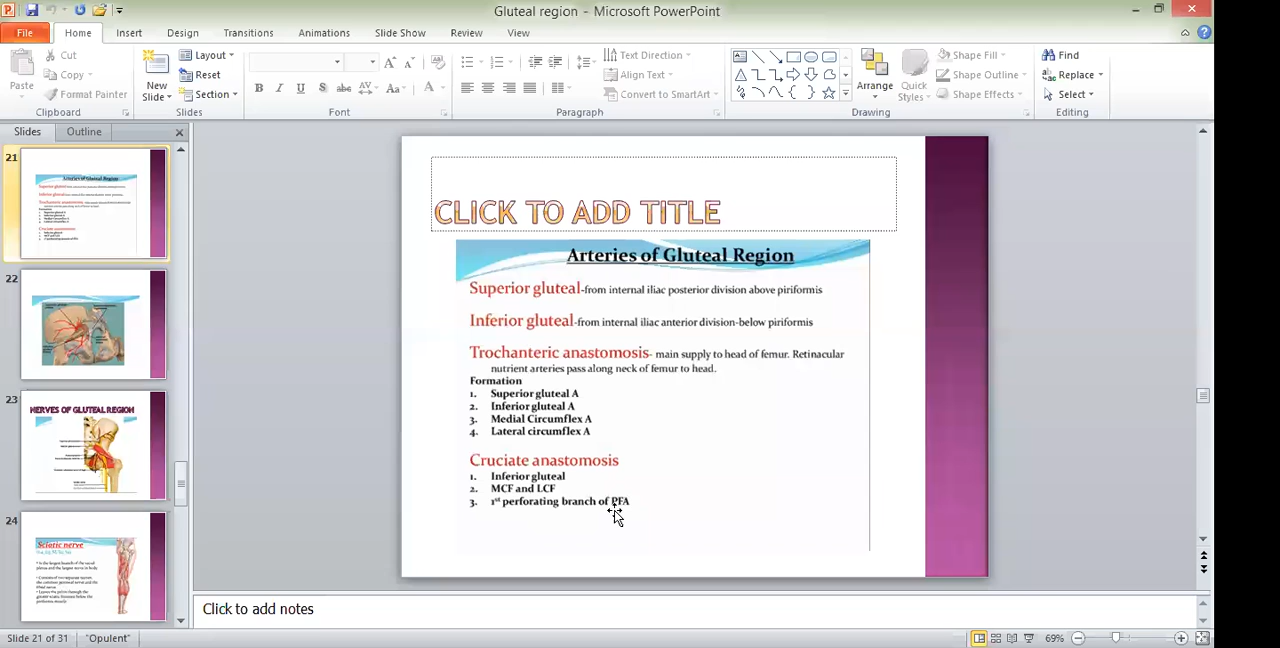 Gluteal region - Microsoft PowerPoint
File Home Insert Design Transitions Animations Slide Show Review View
Paste
Cut
Copy
Format Painter
Clipboard
New Slide
Layout
Reset
Section
Slides
Font
Text Direction
Align Text
Convert to SmartArt
Paragraph
Arrange
Quick Styles
Shape Fill
Shape Outline
Shape Effects
Drawing
Find
Replace
Select
Editing
Slides Outline
21
Arteries of Gluteal Region
22
23
NERVES OF GLUTEAL REGION
24
Sciatic nerve
CLICK TO ADD TITLE
Arteries of Gluteal Region
Superior gluteal-from internal iliac posterior division above piriformis
Inferior gluteal-from internal iliac anterior division-below piriformis
Trochanteric anastomosis- main supply to head of femur. Retinacular
nutrient arteries pass along neck of femur to head.
Formation
1. Superior gluteal A
2. Inferior gluteal A
3. Medial Circumflex A
4. Lateral circumflex A
Cruciate anastomosis
1. Inferior gluteal
2. MCF and LCF
3. 1st perforating branch of PFA
Click to add notes
Slide 21 of 31 "Opulent" 69%